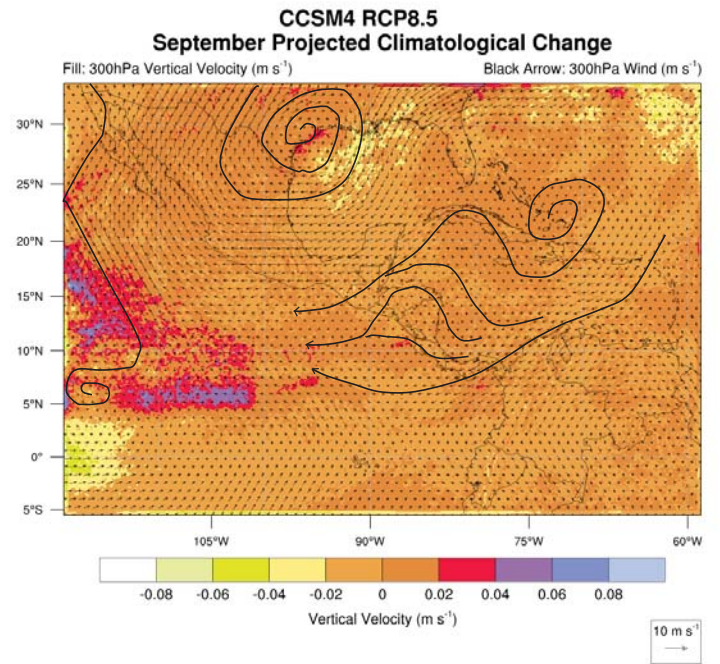 CCSM4 RCP8.5
September Projected Climatological Change
Fill: 300hPa Vertical Velocity (m s⁻¹) Black Arrow: 300hPa Wind (m s⁻¹)
30°N
25°N
20°N
15°N
10°N
5°N
0°
5°S
105°W 90°W 75°W 60°W
-0.08 -0.06 -0.04 -0.02 0 0.02 0.04 0.06 0.08
Vertical Velocity (m s⁻¹)
10 m s⁻¹